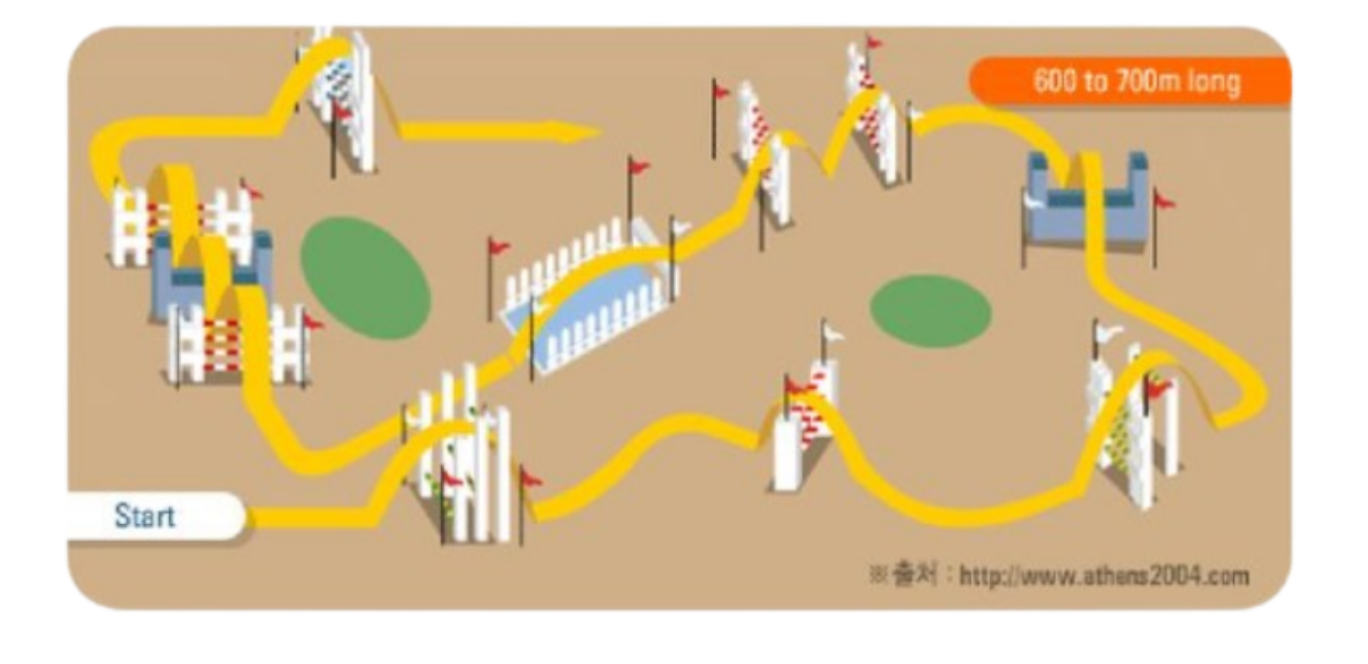 600 to 700m long
Start
※출처 : http://www.athens2004.com